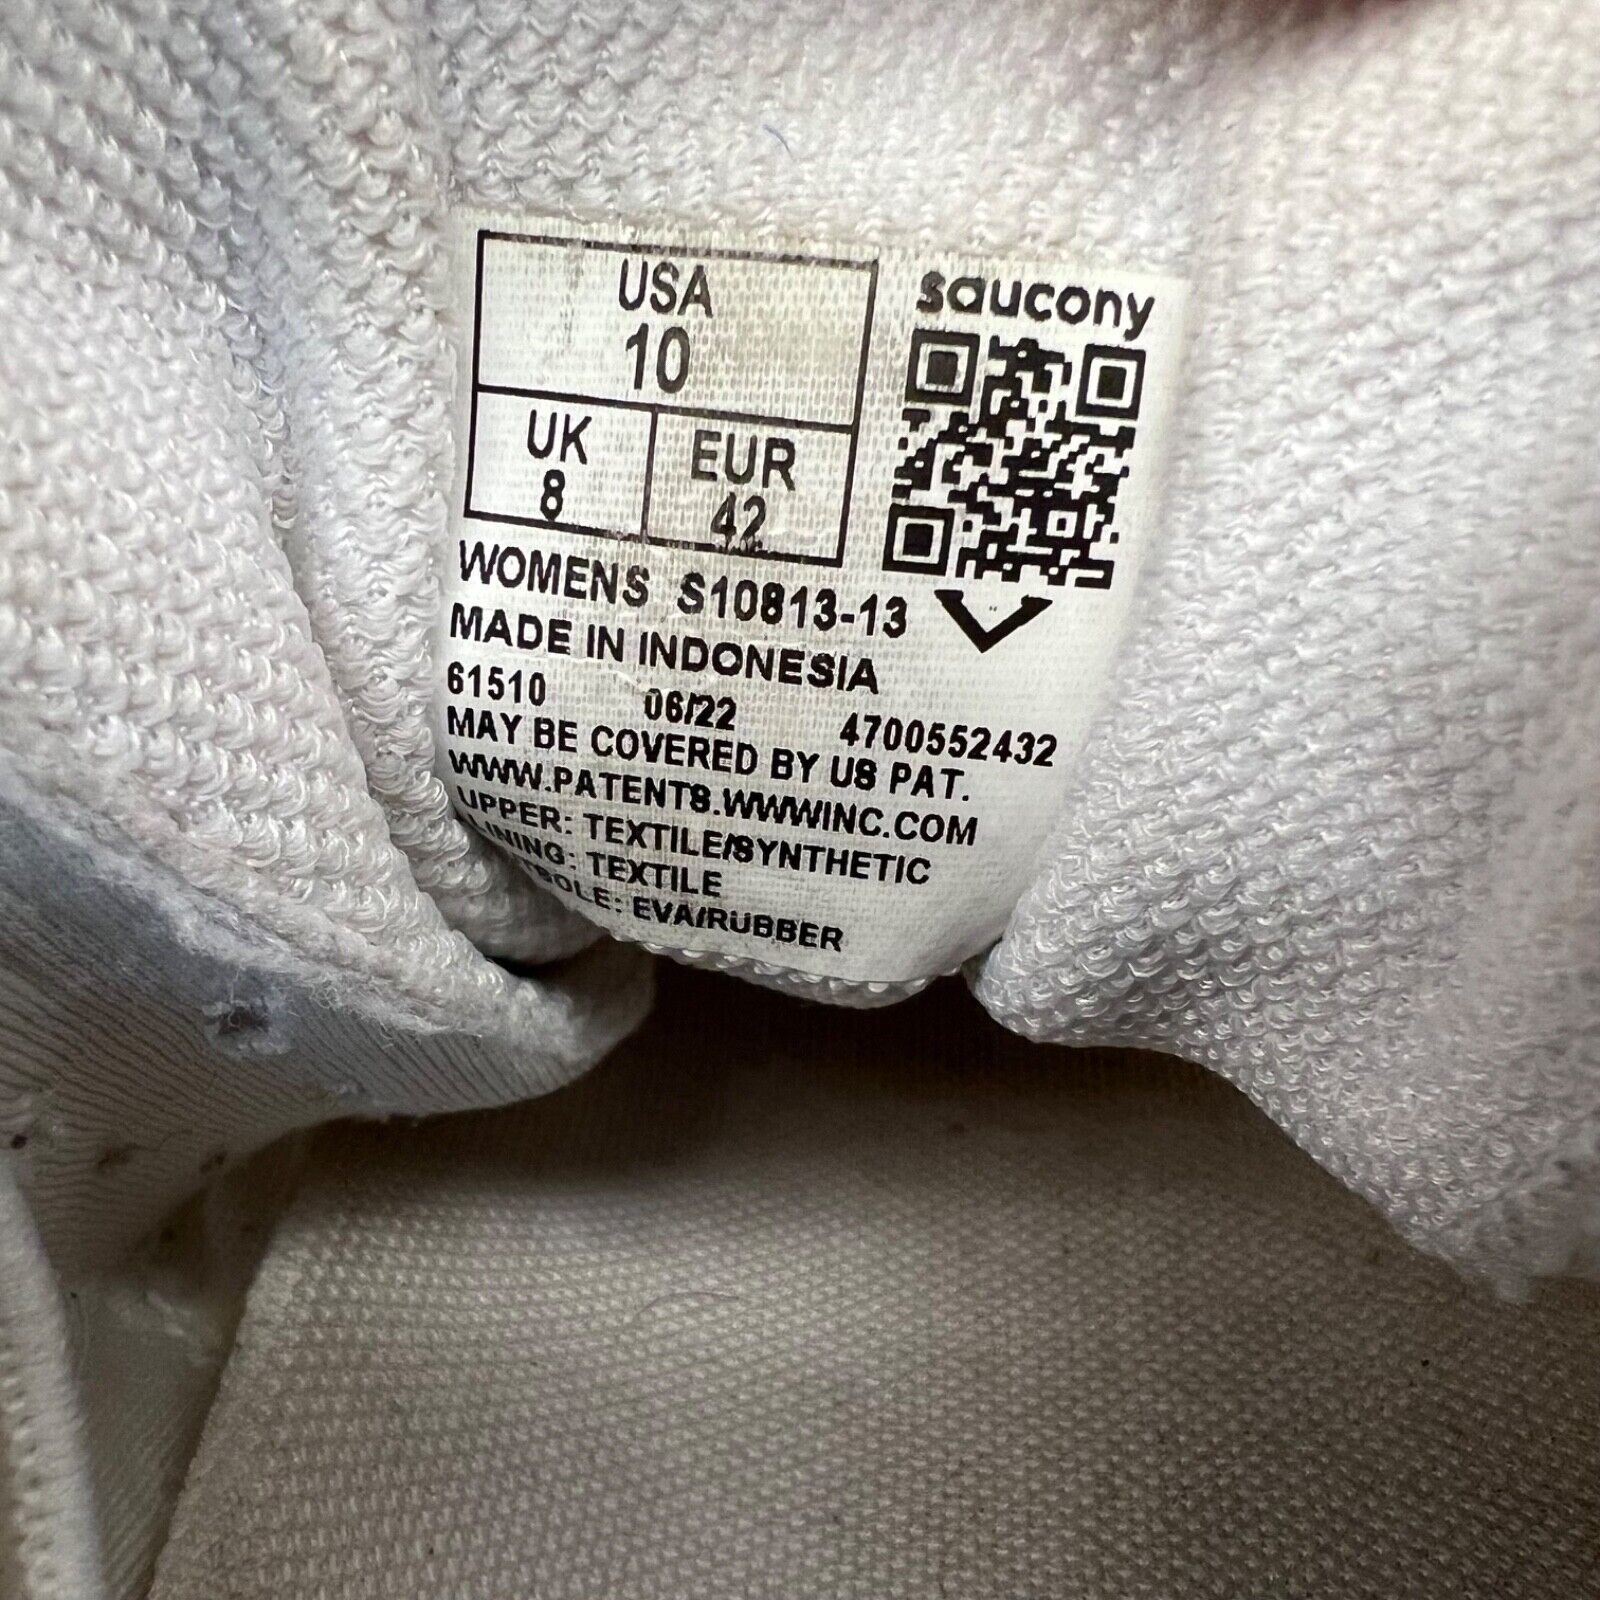 USA
10
UK
8
EUR
42
saucony
WOMENS S10813-13
MADE IN INDONESIA
61510 06/22 4700552432
MAY BE COVERED BY US PAT.
WWW.PATENTS.WWWINC.COM
UPPER: TEXTILE/SYNTHETIC
LINING: TEXTILE
EVA/RUBBER